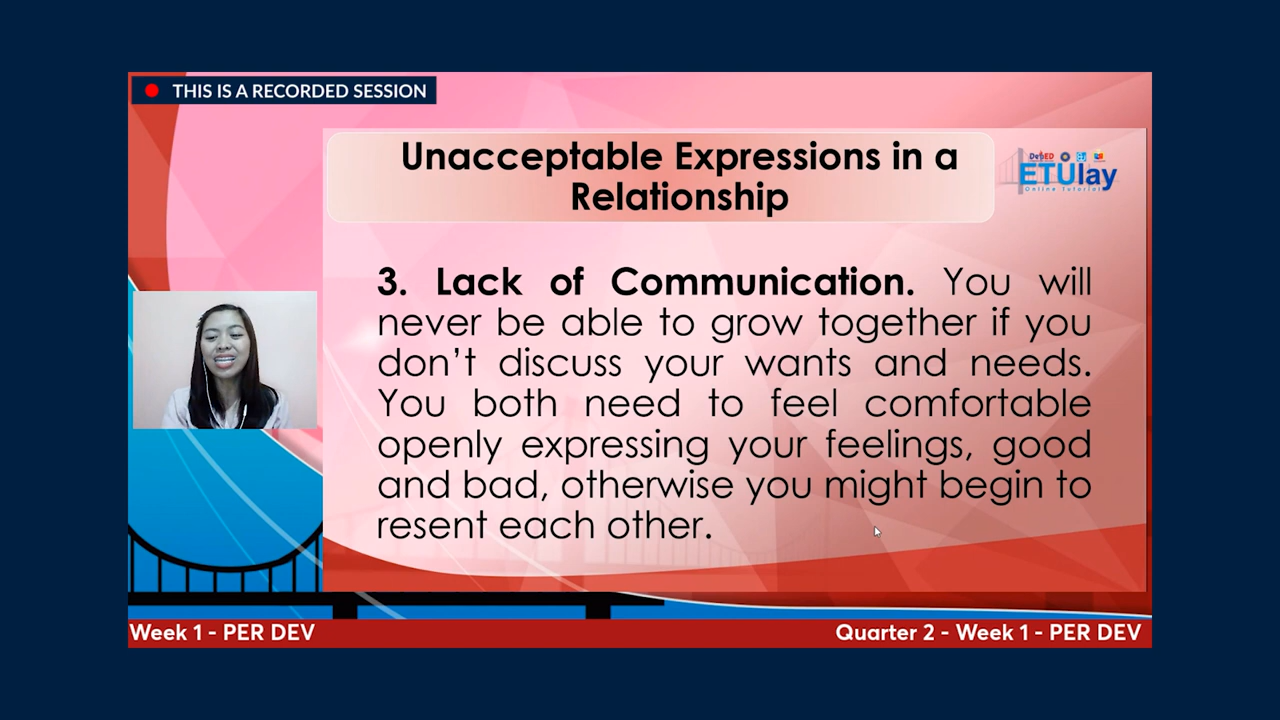 THIS IS A RECORDED SESSION
Unacceptable Expressions in a
Relationship
DepED
ETUlay
Online Tutorial
3. Lack of Communication. You will
never be able to grow together if you
don't discuss your wants and needs.
You both need to feel comfortable
openly expressing your feelings, good
and bad, otherwise you might begin to
resent each other.
Week 1 - PER DEV
Quarter 2 - Week 1 - PER DEV